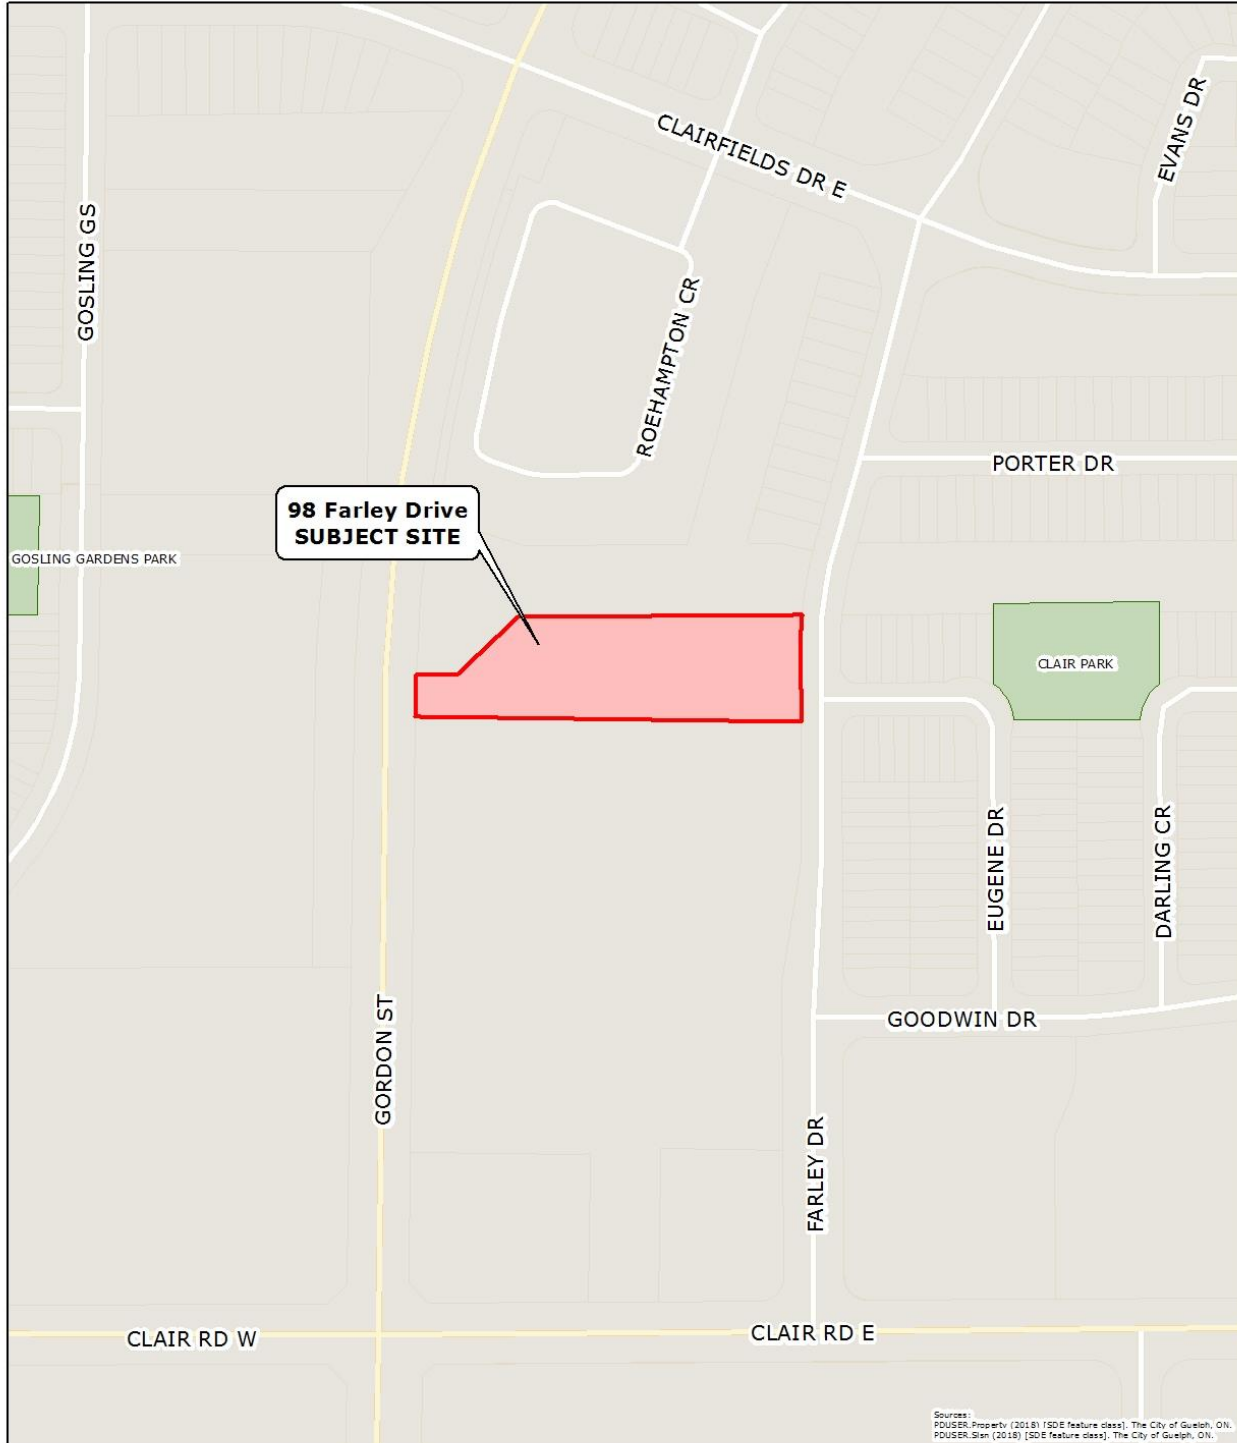 CLAIRFIELDS DR E
EVANS DR
GOSLING GS
ROEHAMPTON CR
PORTER DR
98 Farley Drive
SUBJECT SITE
GOSLING GARDENS PARK
CLAIR PARK
EUGENE DR
DARLING CR
GORDON ST
GOODWIN DR
FARLEY DR
CLAIR RD W
CLAIR RD E
Sources:
PDUSER.Property (2018) [SDE feature class]. The City of Guelph, ON.
PDUSER.Slsn (2018) [SDE feature class]. The City of Guelph, ON.